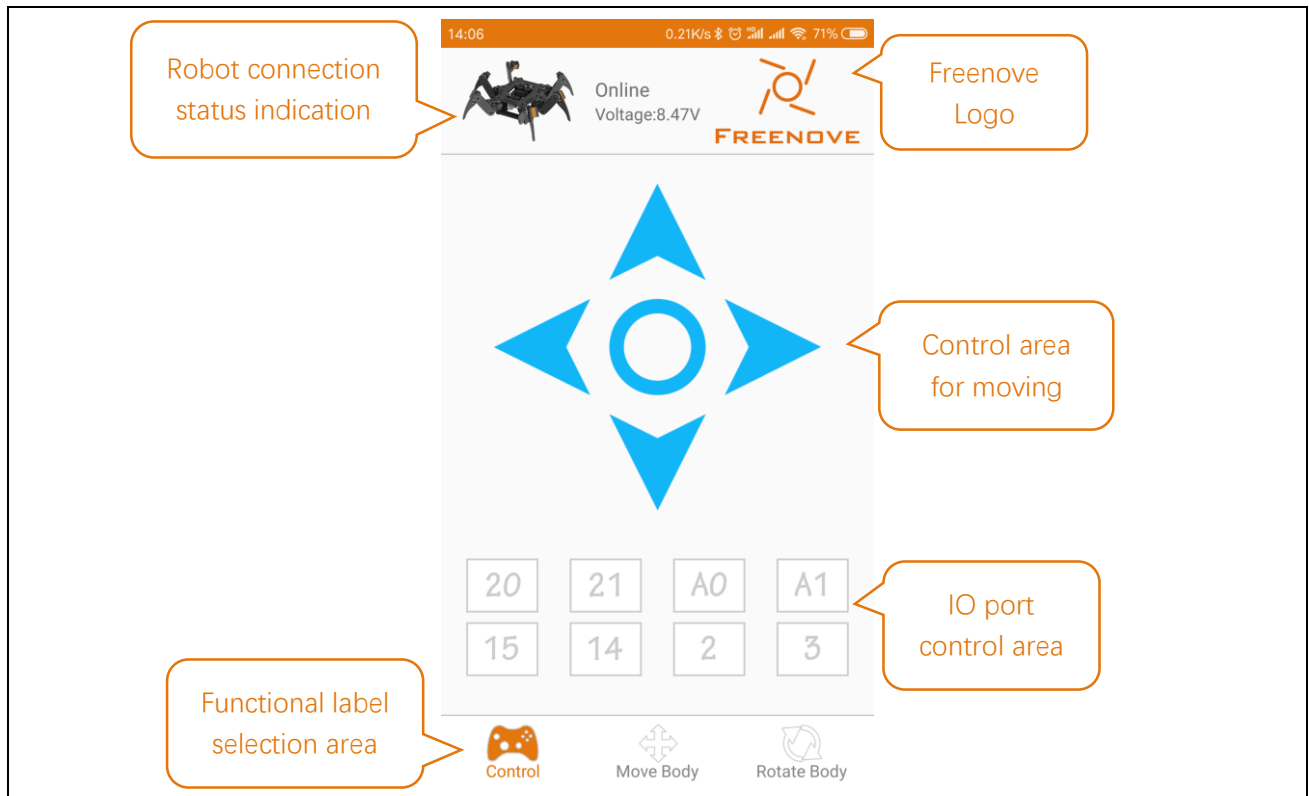 14:06
0.21K/s HD 71%
Robot connection
status indication
Online
Voltage:8.47V
FREENOVE
Freenove
Logo
Control area
for moving
20 21 A0 A1
15 14 2 3
IO port
control area
Functional label
selection area
Control Move Body Rotate Body